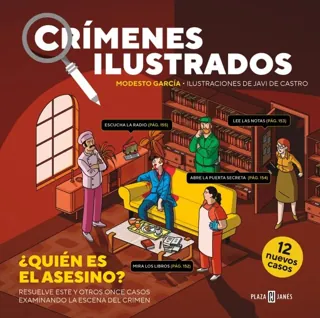 CRÍMENES
ILUSTRADOS
MODESTO GARCÍA • ILUSTRACIONES DE JAVI DE CASTRO
ESCUCHA LA RADIO (PÁG. 155)
LEE LAS NOTAS (PÁG. 153)
ABRE LA PUERTA SECRETA (PÁG. 154)
MIRA LOS LIBROS (PÁG. 152)
¿QUIÉN ES
EL ASESINO?
RESUELVE ESTE Y OTROS ONCE CASOS
EXAMINANDO LA ESCENA DEL CRIMEN
12
nuevos
casos
PLAZA JANÉS